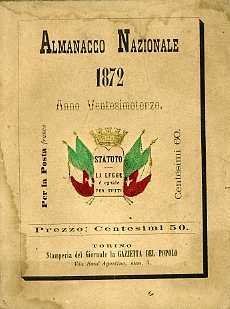 ALMANACCO NAZIONALE
1872
Anno Ventesimoterzo.
Per la Posta franco
STATUTO
LA LEGGE
è eguale
PER TUTTI
Centesimi 60.
Prezzo: Centesimi 50.
TORINO
Stamperia del Giornale la GAZZETTA DEL POPOLO
Via Sant'Agostino, num. 3.